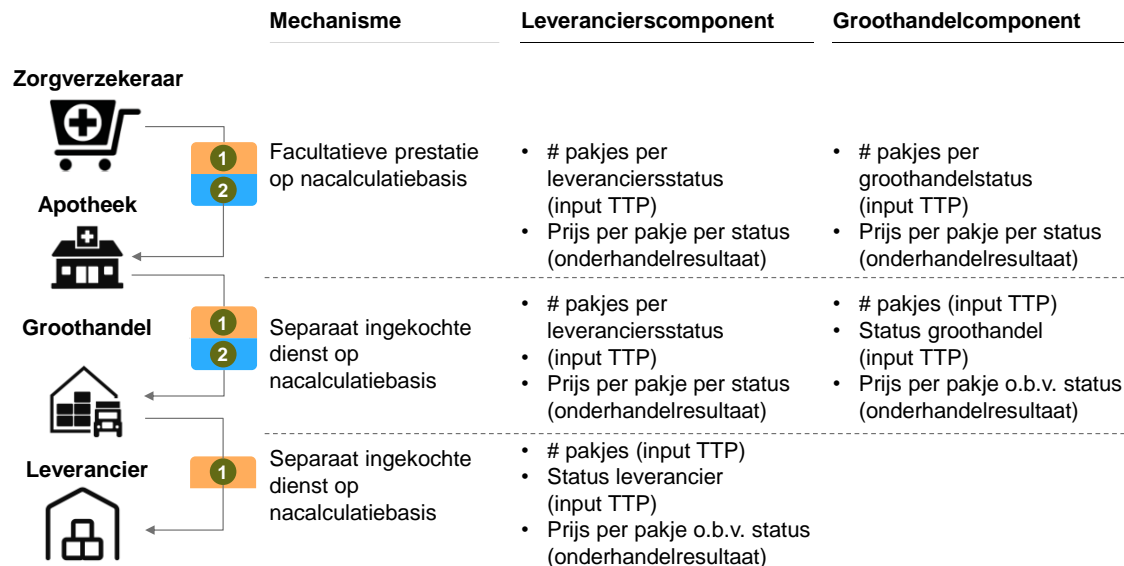 Mechanisme
Leverancierscomponent
Groothandelcomponent
Zorgverzekeraar
1
2
Facultatieve prestatie
op nacalculatiebasis
• # pakjes per
leveranciersstatus
(input TTP)
• Prijs per pakje per status
(onderhandelresultaat)
• # pakjes per
groothandelstatus
(input TTP)
• Prijs per pakje per status
(onderhandelresultaat)
Apotheek
1
2
Separaat ingekochte
dienst op
nacalculatiebasis
• # pakjes per
leveranciersstatus
• (input TTP)
• Prijs per pakje per status
(onderhandelresultaat)
• # pakjes (input TTP)
• Status groothandel
(input TTP)
• Prijs per pakje o.b.v. status
(onderhandelresultaat)
Groothandel
1
Separaat ingekochte
dienst op
nacalculatiebasis
• # pakjes (input TTP)
• Status leverancier
(input TTP)
• Prijs per pakje o.b.v. status
(onderhandelresultaat)
Leverancier